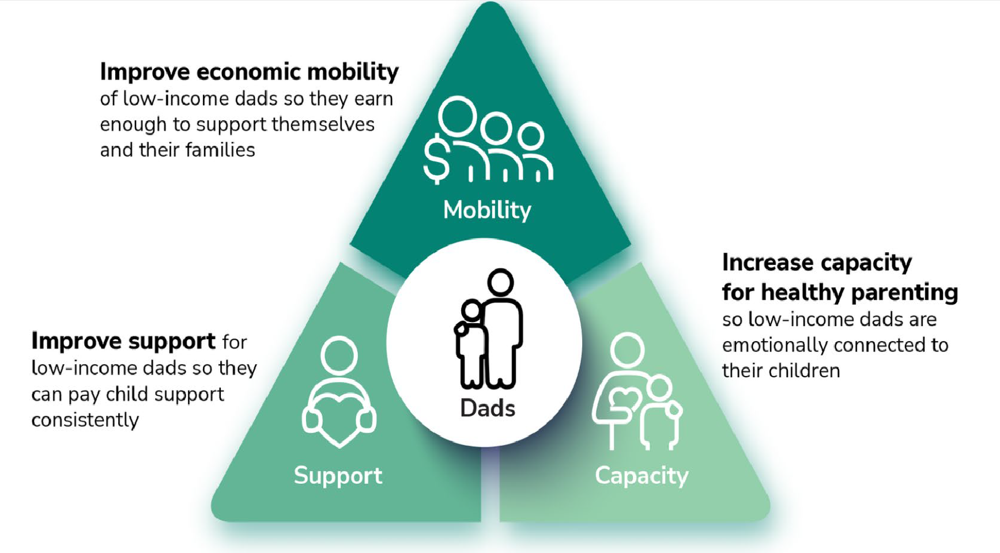 Improve economic mobility
of low-income dads so they earn
enough to support themselves
and their families
$
Mobility
Increase capacity
for healthy parenting
so low-income dads are
emotionally connected to
their children
Improve support for
low-income dads so they
can pay child support
consistently
Dads
Support
Capacity